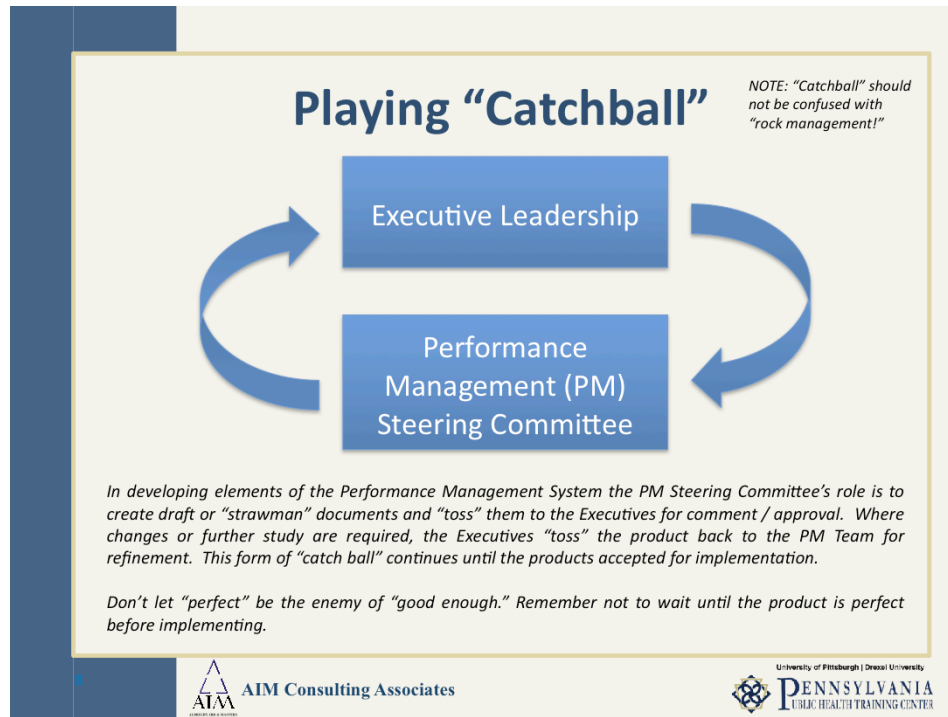 Playing “Catchball”
NOTE: “Catchball” should
not be confused with
“rock management!”
Executive Leadership
Performance
Management (PM)
Steering Committee
In developing elements of the Performance Management System the PM Steering Committee’s role is to
create draft or “strawman” documents and “toss” them to the Executives for comment / approval. Where
changes or further study are required, the Executives “toss” the product back to the PM Team for
refinement. This form of “catch ball” continues until the products accepted for implementation.
Don’t let “perfect” be the enemy of “good enough.” Remember not to wait until the product is perfect
before implementing.
AIM
AIM Consulting Associates
University of Pittsburgh | Drexel University
PENNSYLVANIA
PUBLIC HEALTH TRAINING CENTER